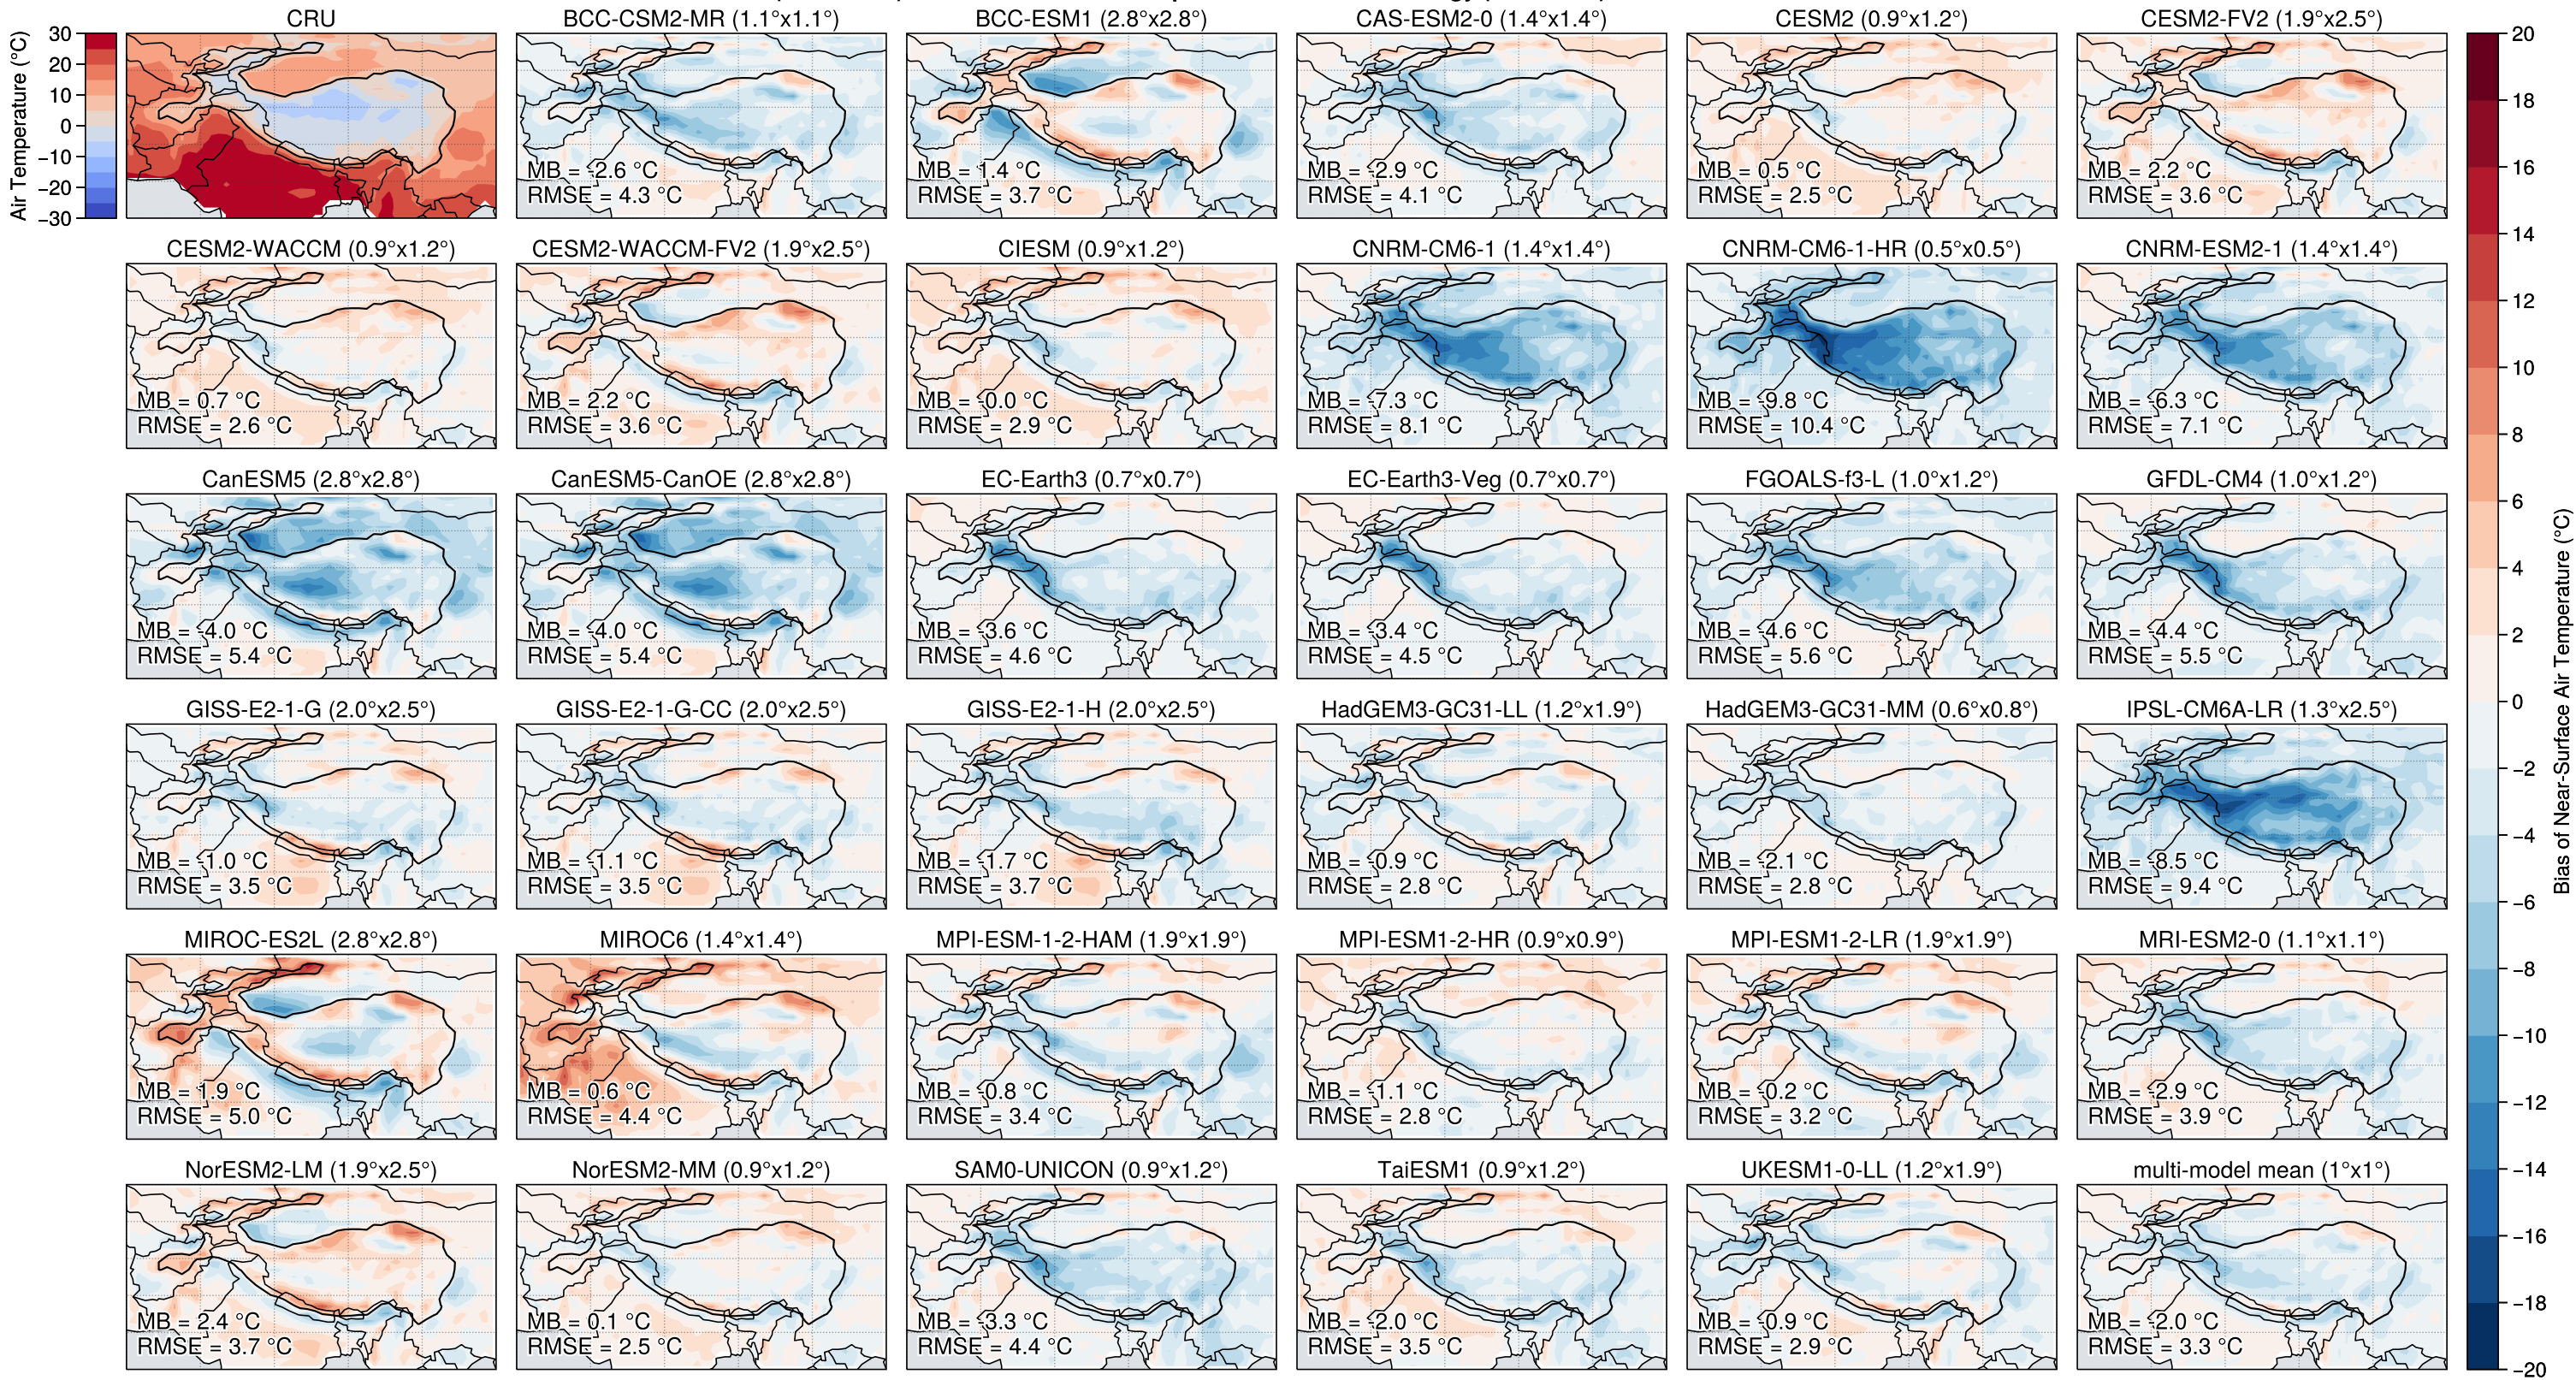 CRU
BCC-CSM2-MR (1.1°x1.1°)
BCC-ESM1 (2.8°x2.8°)
CAS-ESM2-0 (1.4°x1.4°)
CESM2 (0.9°x1.2°)
CESM2-FV2 (1.9°x2.5°)
Air Temperature (°C)
30
20
10
0
−10
−20
−30
MB = -2.6 °C
RMSE = 4.3 °C
MB = 1.4 °C
RMSE = 3.7 °C
MB = -2.9 °C
RMSE = 4.1 °C
MB = 0.5 °C
RMSE = 2.5 °C
MB = 2.2 °C
RMSE = 3.6 °C
CESM2-WACCM (0.9°x1.2°)
CESM2-WACCM-FV2 (1.9°x2.5°)
CIESM (0.9°x1.2°)
CNRM-CM6-1 (1.4°x1.4°)
CNRM-CM6-1-HR (0.5°x0.5°)
CNRM-ESM2-1 (1.4°x1.4°)
MB = 0.7 °C
RMSE = 2.6 °C
MB = 2.2 °C
RMSE = 3.6 °C
MB = -0.0 °C
RMSE = 2.9 °C
MB = -7.3 °C
RMSE = 8.1 °C
MB = -9.8 °C
RMSE = 10.4 °C
MB = -6.3 °C
RMSE = 7.1 °C
CanESM5 (2.8°x2.8°)
CanESM5-CanOE (2.8°x2.8°)
EC-Earth3 (0.7°x0.7°)
EC-Earth3-Veg (0.7°x0.7°)
FGOALS-f3-L (1.0°x1.2°)
GFDL-CM4 (1.0°x1.2°)
MB = -4.0 °C
RMSE = 5.4 °C
MB = -4.0 °C
RMSE = 5.4 °C
MB = -3.6 °C
RMSE = 4.6 °C
MB = -3.4 °C
RMSE = 4.5 °C
MB = -4.6 °C
RMSE = 5.6 °C
MB = -4.4 °C
RMSE = 5.5 °C
GISS-E2-1-G (2.0°x2.5°)
GISS-E2-1-G-CC (2.0°x2.5°)
GISS-E2-1-H (2.0°x2.5°)
HadGEM3-GC31-LL (1.2°x1.9°)
HadGEM3-GC31-MM (0.6°x0.8°)
IPSL-CM6A-LR (1.3°x2.5°)
MB = -1.0 °C
RMSE = 3.5 °C
MB = -1.1 °C
RMSE = 3.5 °C
MB = -1.7 °C
RMSE = 3.7 °C
MB = -0.9 °C
RMSE = 2.8 °C
MB = -2.1 °C
RMSE = 2.8 °C
MB = -8.5 °C
RMSE = 9.4 °C
MIROC-ES2L (2.8°x2.8°)
MIROC6 (1.4°x1.4°)
MPI-ESM-1-2-HAM (1.9°x1.9°)
MPI-ESM1-2-HR (0.9°x0.9°)
MPI-ESM1-2-LR (1.9°x1.9°)
MRI-ESM2-0 (1.1°x1.1°)
MB = 1.9 °C
RMSE = 5.0 °C
MB = 0.6 °C
RMSE = 4.4 °C
MB = -0.8 °C
RMSE = 3.4 °C
MB = -1.1 °C
RMSE = 2.8 °C
MB = -0.2 °C
RMSE = 3.2 °C
MB = -2.9 °C
RMSE = 3.9 °C
NorESM2-LM (1.9°x2.5°)
NorESM2-MM (0.9°x1.2°)
SAM0-UNICON (0.9°x1.2°)
TaiESM1 (0.9°x1.2°)
UKESM1-0-LL (1.2°x1.9°)
multi-model mean (1°x1°)
MB = 2.4 °C
RMSE = 3.7 °C
MB = 0.1 °C
RMSE = 2.5 °C
MB = -3.3 °C
RMSE = 4.4 °C
MB = -2.0 °C
RMSE = 3.5 °C
MB = -0.9 °C
RMSE = 2.9 °C
MB = -2.0 °C
RMSE = 3.3 °C
20
18
16
14
12
10
8
6
4
2
0
−2
−4
−6
−8
−10
−12
−14
−16
−18
−20
Bias of Near-Surface Air Temperature (°C)